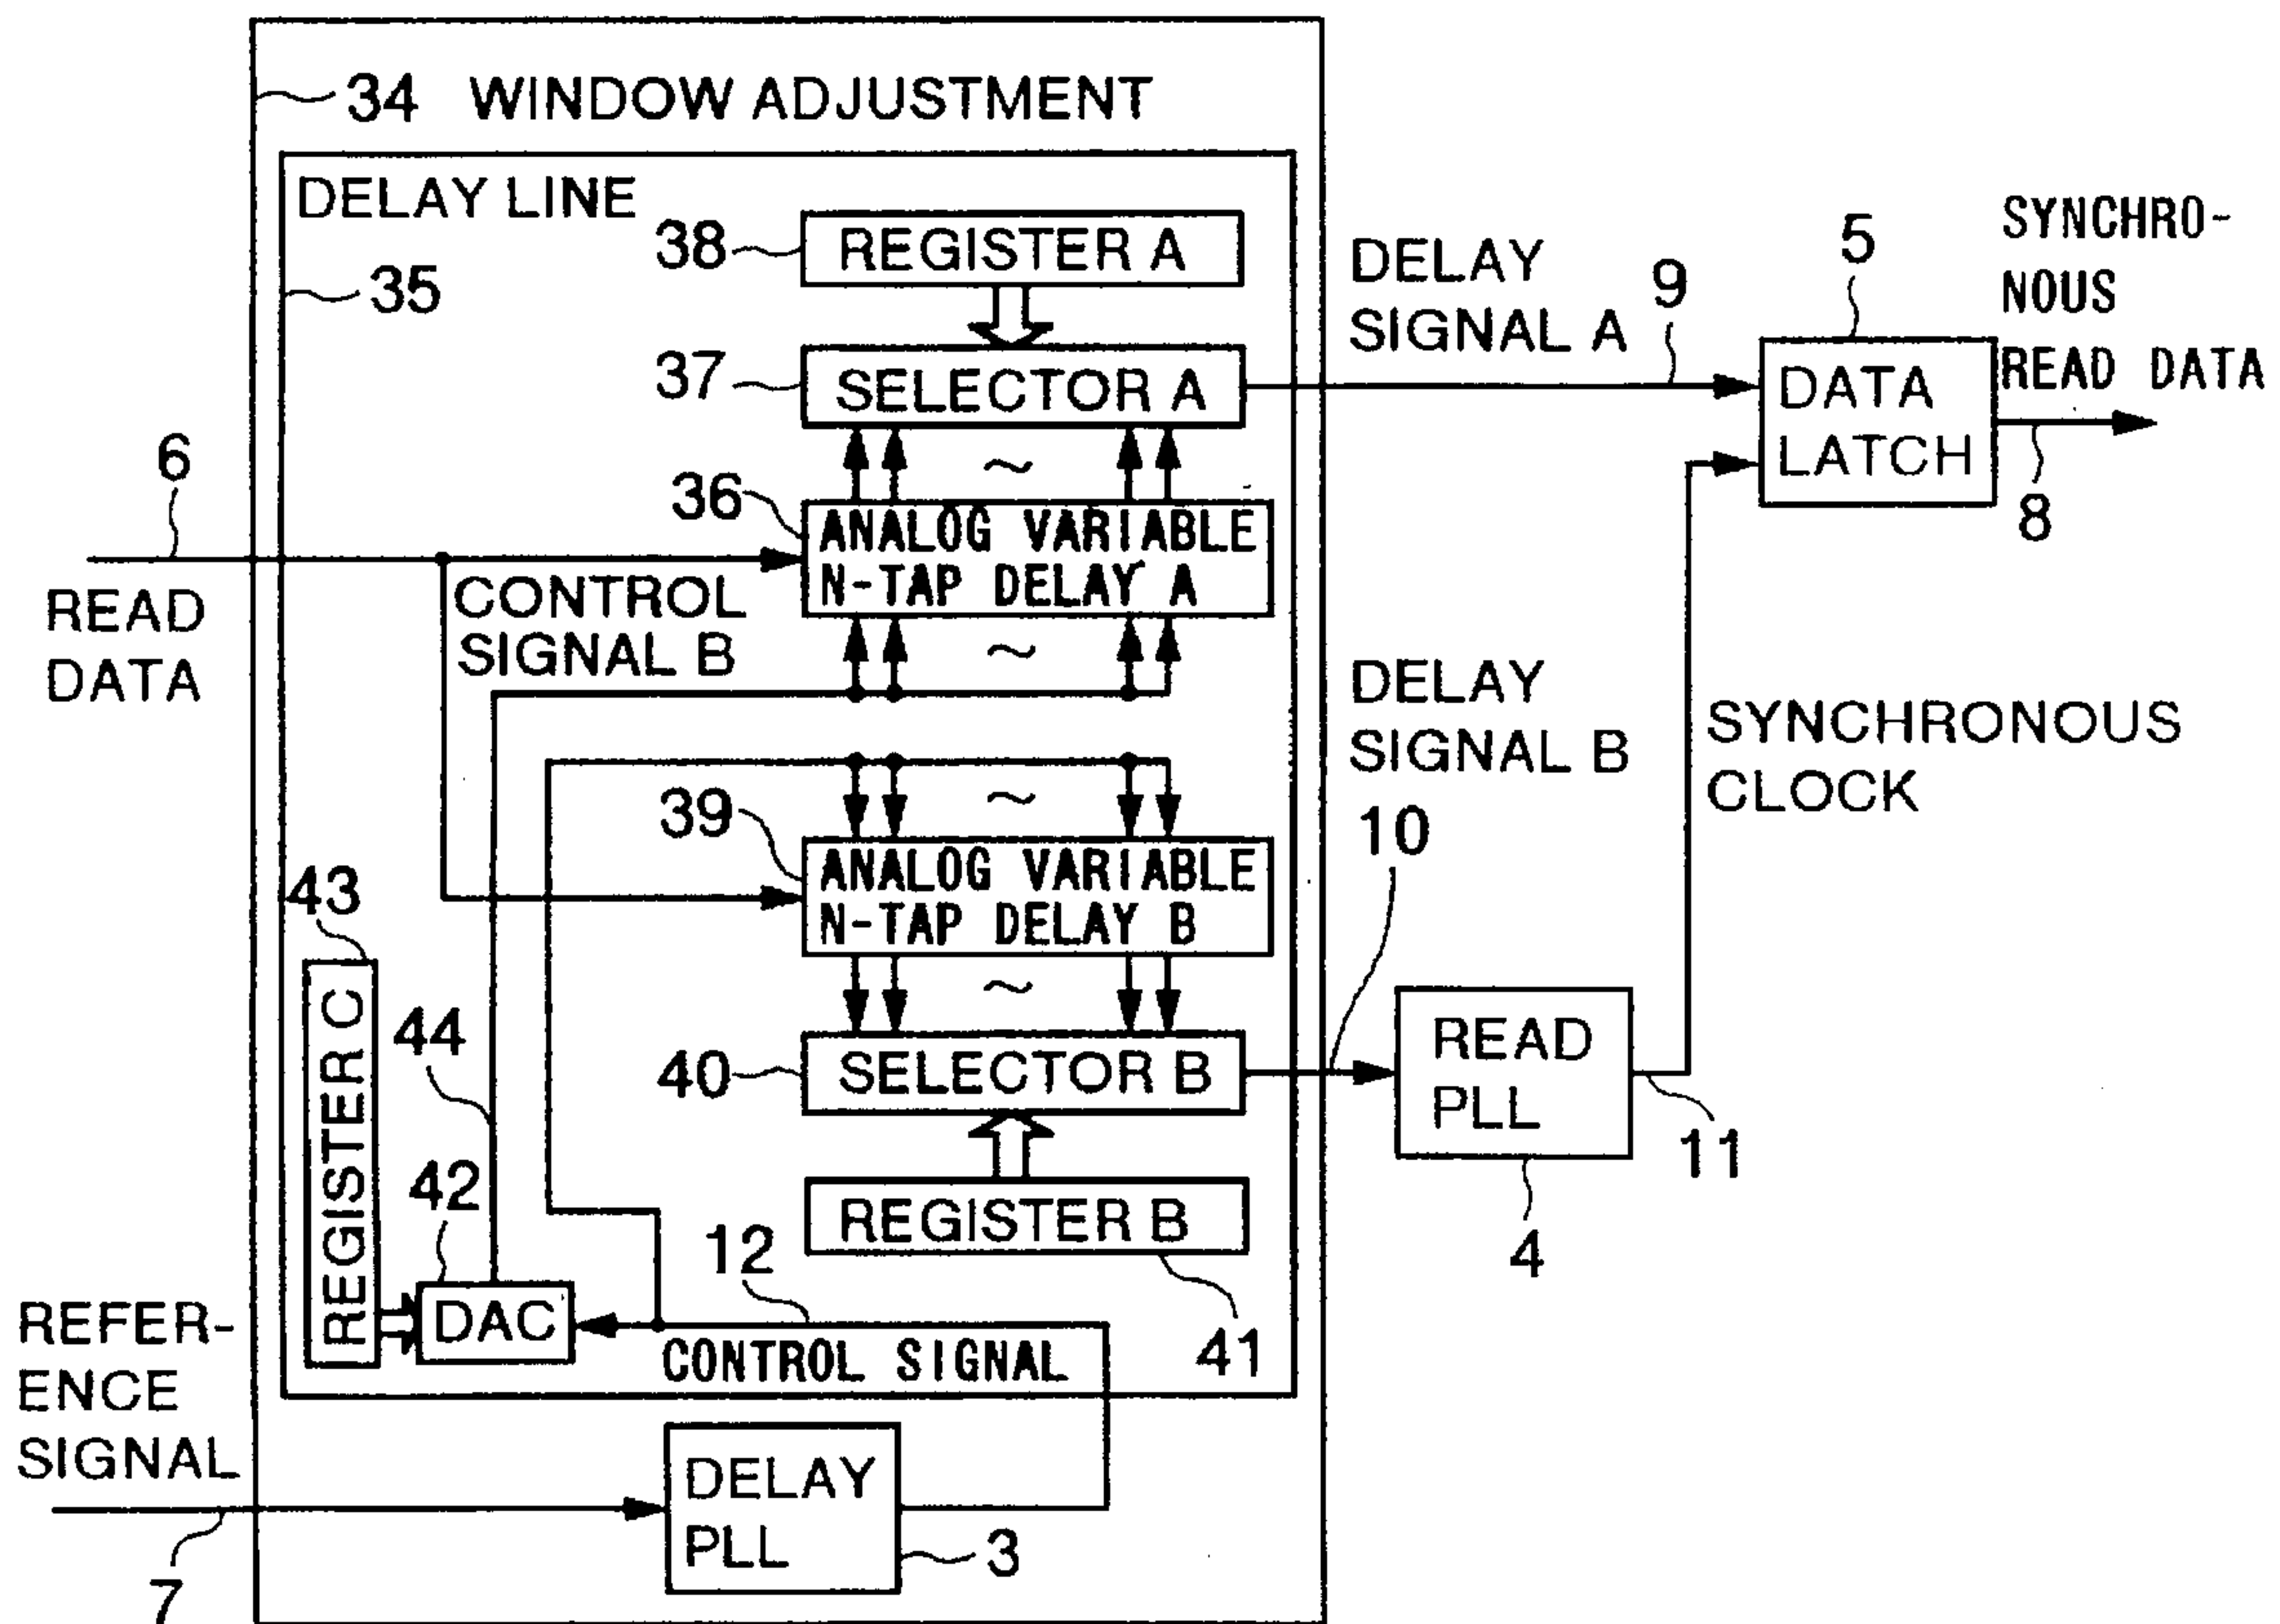 34 WINDOW ADJUSTMENT
DELAY LINE
35
38
REGISTER A
37
SELECTOR A
36
ANALOG VARIABLE
N-TAP DELAY A
6
READ
DATA
CONTROL
SIGNAL B
DELAY
SIGNAL A
9
5
DATA
LATCH
SYNCHRO-
NOUS
READ DATA
8
39
ANALOG VARIABLE
N-TAP DELAY B
DELAY
SIGNAL B
10
SYNCHRONOUS
CLOCK
43
REGISTER C
44
42
DAC
40
SELECTOR B
REGISTER B
41
READ
PLL
4
11
12
CONTROL SIGNAL
REFER-
ENCE
SIGNAL
7
DELAY
PLL
3